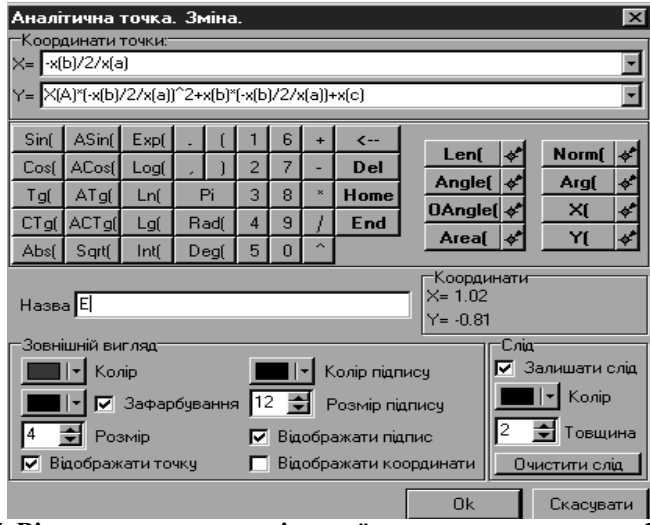 Аналітична точка. Зміна.
Координати точки:
X= -x(b)/2/x(a)
Y= X(A)*(-x(b)/2/x(a))^2+x(b)*(-x(b)/2/x(a))+x(c)
Sin( ASin( Exp( . ( 1 6 + <-- 
Cos( ACos( Log( , ) 2 7 - Del
Tg( ATg( Ln( Pi 3 8 * Home
CTg( ACTg( Lg( Rad( 4 9 / End
Abs( Sqrt( Int( Deg( 5 0 ^
Len( Norm(
Angle( Arg(
OAngle( X(
Area( Y(
Назва E
Координати
X= 1.02
Y= -0.81
Зовнішній вигляд
Колір
Колір підпису
Зафарбування
12 Розмір підпису
4 Розмір
Відображати підпис
Відображати точку
Відображати координати
Слід
Залишати слід
Колір
2 Товщина
Очистити слід
Ok Скасувати